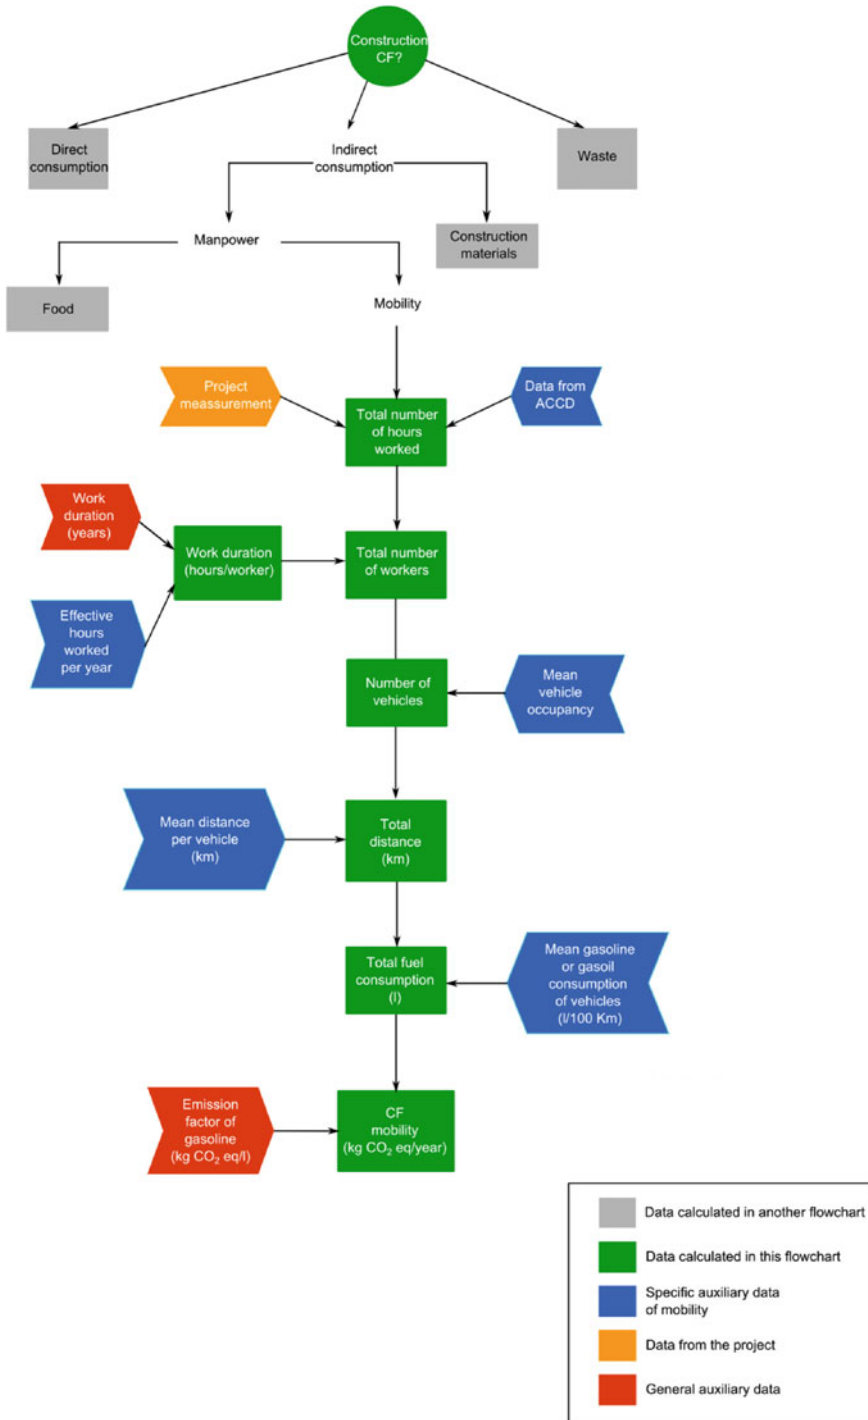 Construction
CF?
Direct
consumption
Indirect
consumption
Waste
Manpower
Construction
materials
Food
Mobility
Project
meassurement
Data from
ACCD
Total number
of hours
worked
Work
duration
(years)
Work duration
(hours/worker)
Total number
of workers
Effective
hours
worked
per year
Number of
vehicles
Mean
vehicle
occupancy
Mean distance
per vehicle
(km)
Total
distance
(km)
Total fuel
consumption
(l)
Mean gasoline
or gasoil
consumption
of vehicles
(l/100 Km)
Emission
factor of
gasoline
(kg CO₂ eq/l)
CF
mobility
(kg CO₂ eq/year)
Data calculated in another flowchart
Data calculated in this flowchart
Specific auxiliary data
of mobility
Data from the project
General auxiliary data